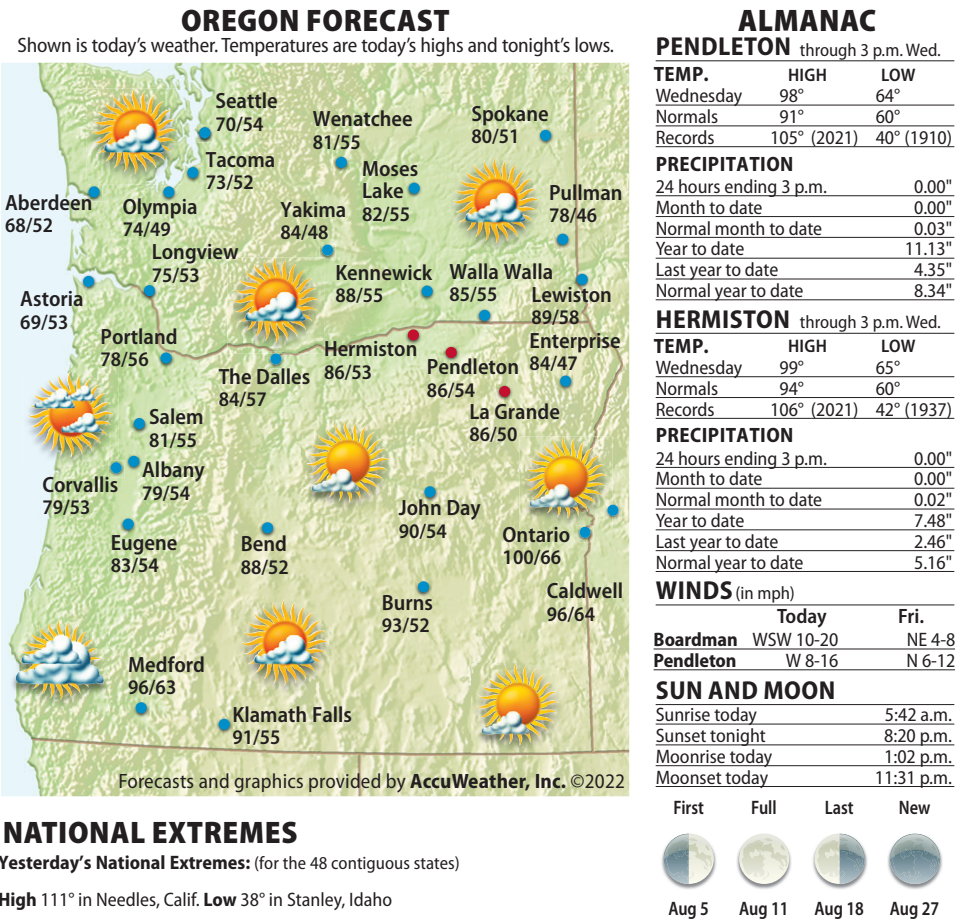 OREGON FORECAST
Shown is today's weather. Temperatures are today's highs and tonight's lows.
Seattle
70/54
Wenatchee
81/55
Spokane
80/51
Tacoma
73/52
Moses
Lake
82/55
Pullman
78/46
Aberdeen
68/52
Olympia
74/49
Yakima
84/48
Longview
75/53
Kennewick
88/55
Walla Walla
85/55
Lewiston
89/58
Astoria
69/53
Portland
78/56
Enterprise
84/47
Hermiston
86/53
The Dalles
84/57
Pendleton
86/54
La Grande
86/50
Salem
81/55
Albany
79/54
Corvallis
79/53
John Day
90/54
Ontario
100/66
Eugene
83/54
Bend
88/52
Caldwell
96/64
Burns
93/52
Medford
96/63
Klamath Falls
91/55
Forecasts and graphics provided by AccuWeather, Inc. ©2022
NATIONAL EXTREMES
Yesterday's National Extremes: (for the 48 contiguous states)
High 111° in Needles, Calif. Low 38° in Stanley, Idaho
ALMANAC
PENDLETON through 3 p.m. Wed.
TEMP. HIGH LOW
Wednesday 98° 64°
Normals 91° 60°
Records 105° (2021) 40° (1910)
PRECIPITATION
24 hours ending 3 p.m. 0.00"
Month to date 0.00"
Normal month to date 0.03"
Year to date 11.13"
Last year to date 4.35"
Normal year to date 8.34"
HERMISTON through 3 p.m. Wed.
TEMP. HIGH LOW
Wednesday 99° 65°
Normals 94° 60°
Records 106° (2021) 42° (1937)
PRECIPITATION
24 hours ending 3 p.m. 0.00"
Month to date 0.00"
Normal month to date 0.02"
Year to date 7.48"
Last year to date 2.46"
Normal year to date 5.16"
WINDS (in mph)
Today Fri.
Boardman WSW 10-20 NE 4-8
Pendleton W 8-16 N 6-12
SUN AND MOON
Sunrise today 5:42 a.m.
Sunset tonight 8:20 p.m.
Moonrise today 1:02 p.m.
Moonset today 11:31 p.m.
First Full Last New
Aug 5 Aug 11 Aug 18 Aug 27